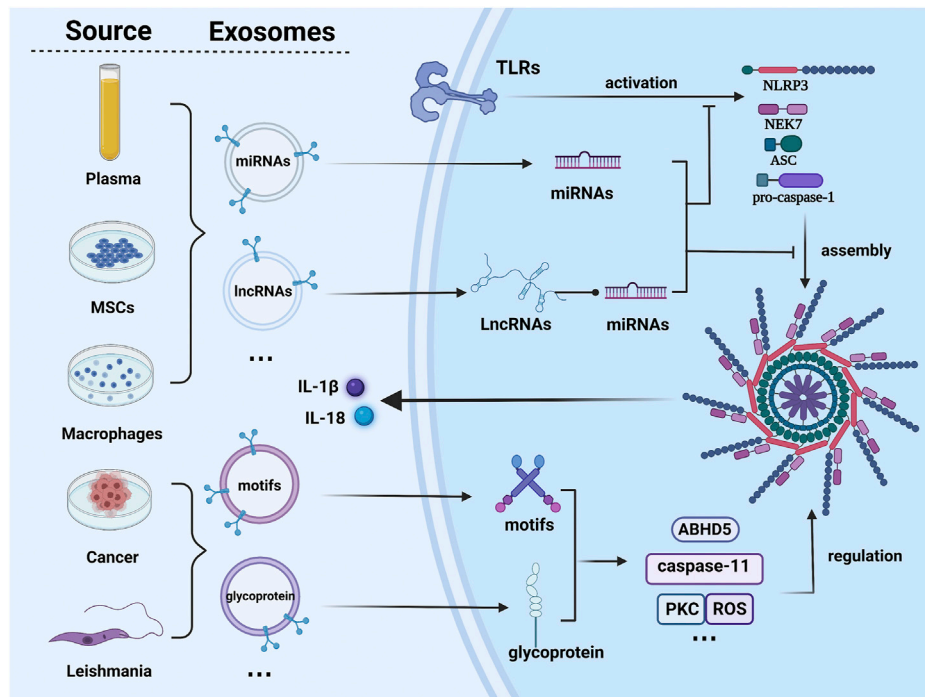 Source
Exosomes
Plasma
MSCs
Macrophages
Cancer
Leishmania
miRNAs
lncRNAs
...
motifs
glycoprotein
...
TLRs
activation
NLRP3
NEK7
ASC
pro-caspase-1
miRNAs
LncRNAs
miRNAs
assembly
IL-1β
IL-18
motifs
glycoprotein
ABHD5
caspase-11
PKC ROS
...
regulation